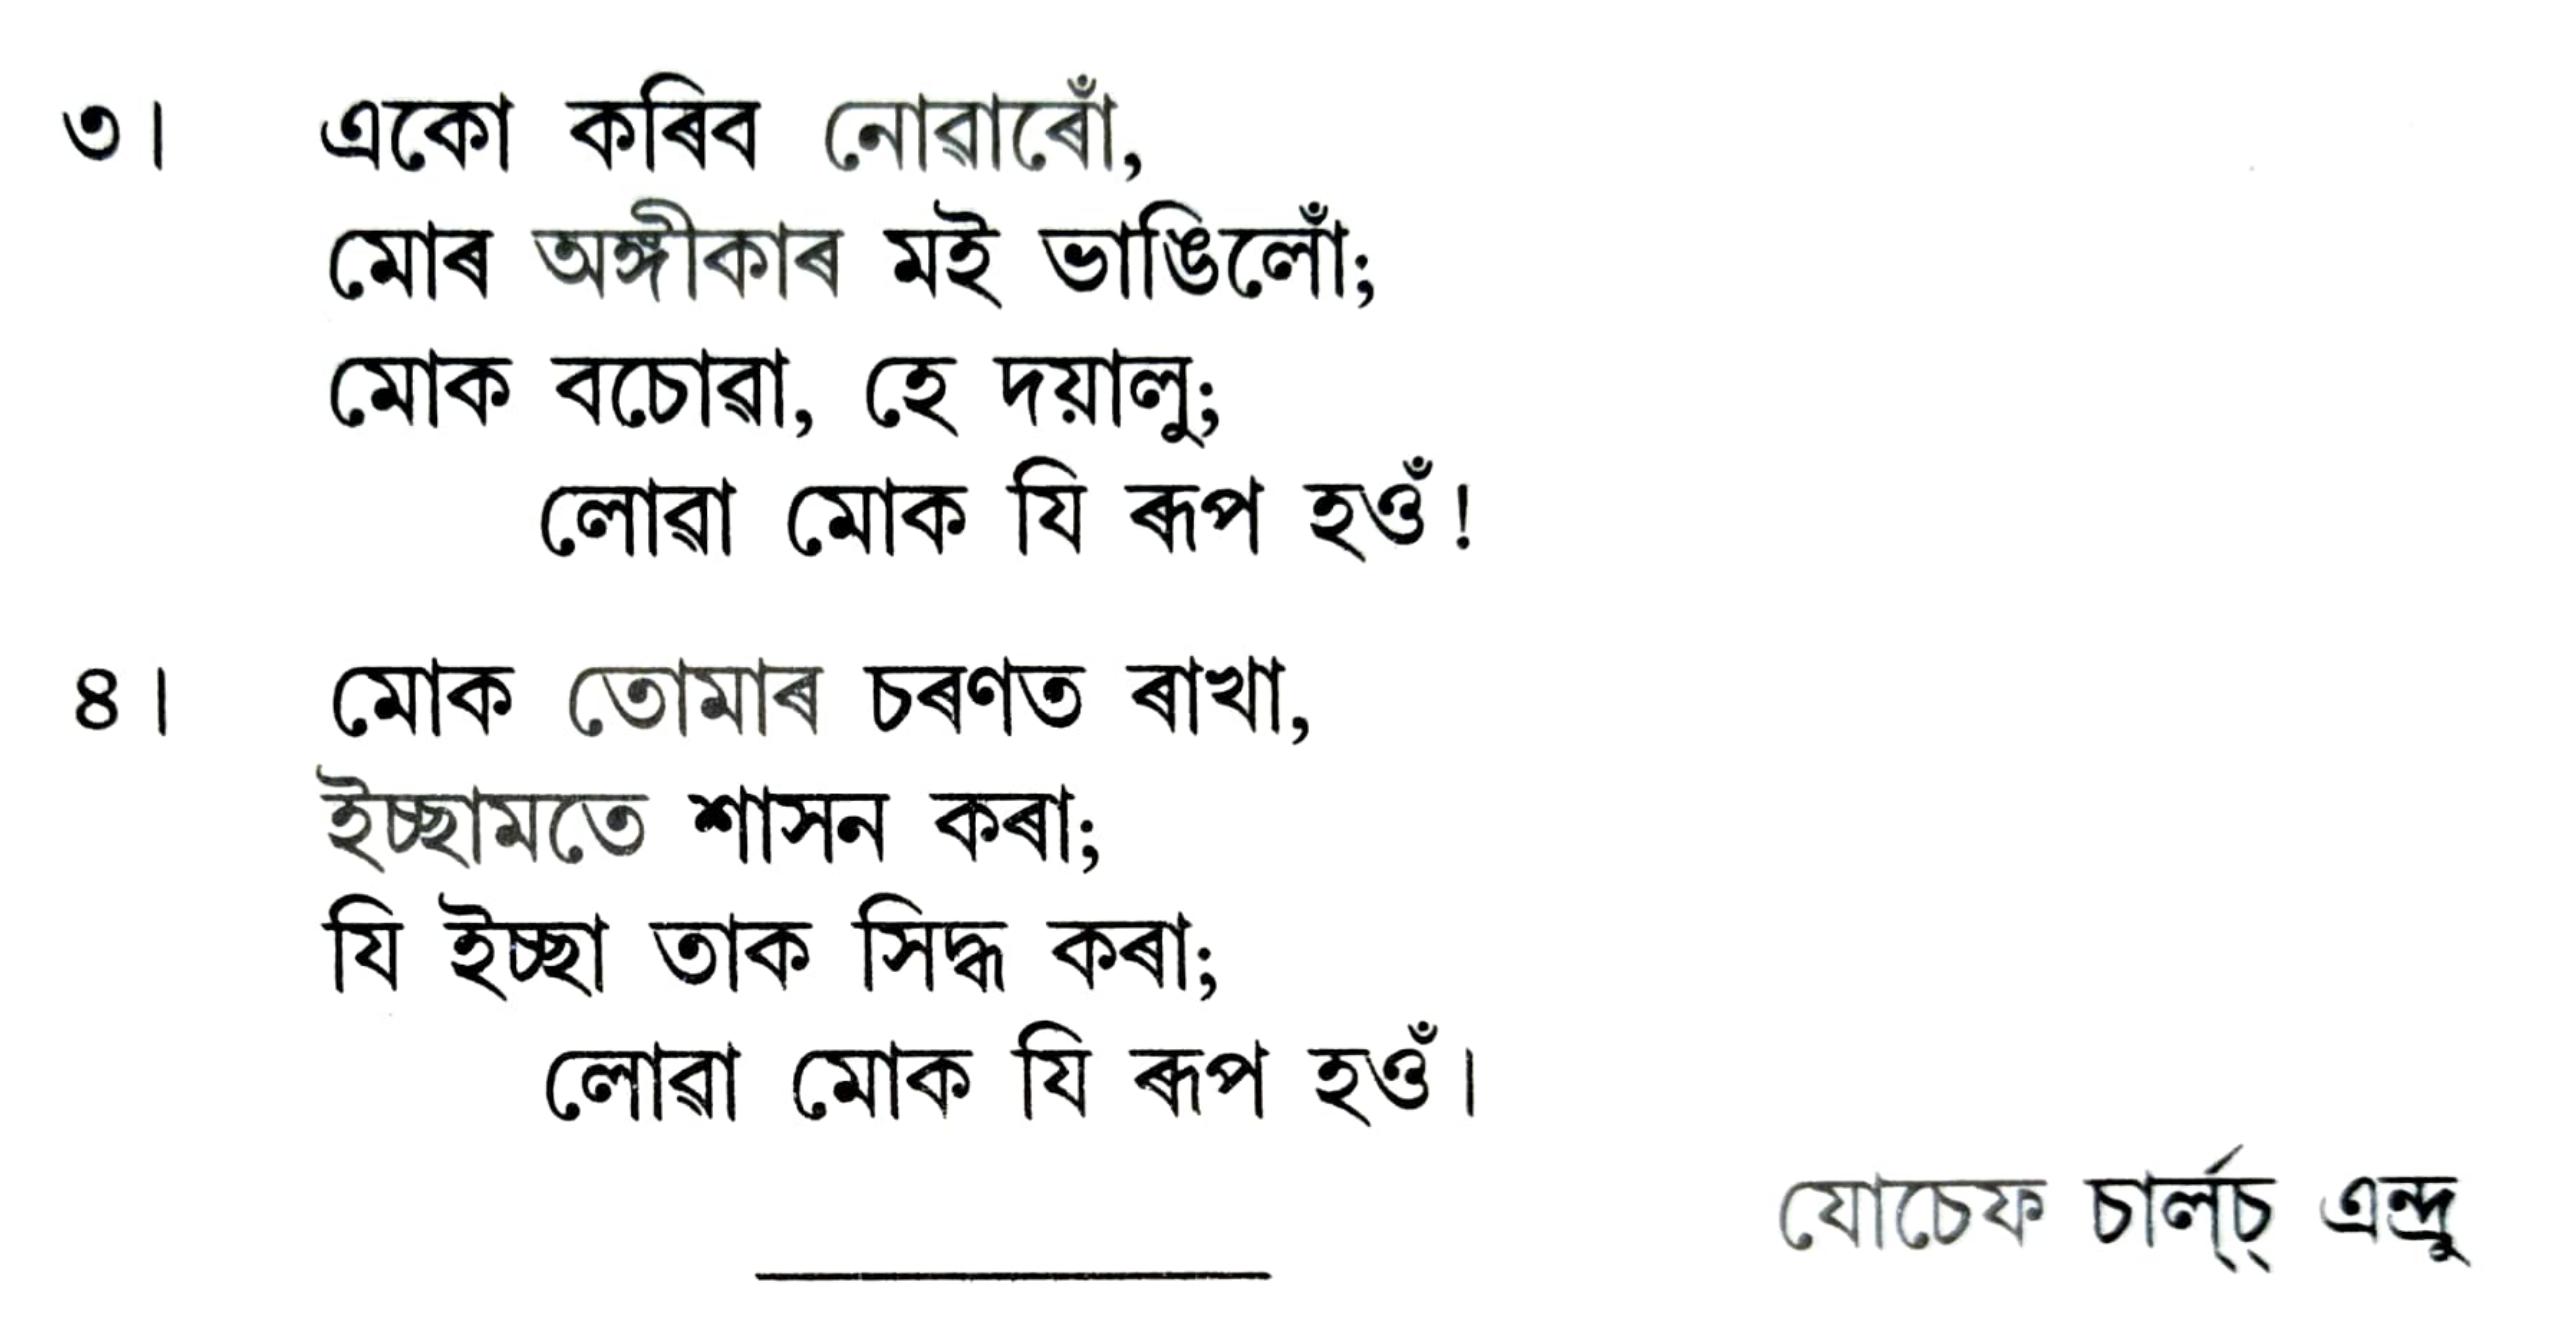 ৩। একো কৰিব নোৱাৰোঁ,
মোৰ অঙ্গীকাৰ মই ভাঙিলোঁ;
মোক বচোৱা, হে দয়ালু;
লোৱা মোক যি ৰূপ হওঁ!
৪। মোক তোমাৰ চৰণত ৰাখা,
ইচ্ছামতে শাসন কৰা;
যি ইচ্ছা তাক সিদ্ধ কৰা;
লোৱা মোক যি ৰূপ হওঁ।
যোচেফ চাৰ্ল্চ্ এন্দ্ৰু